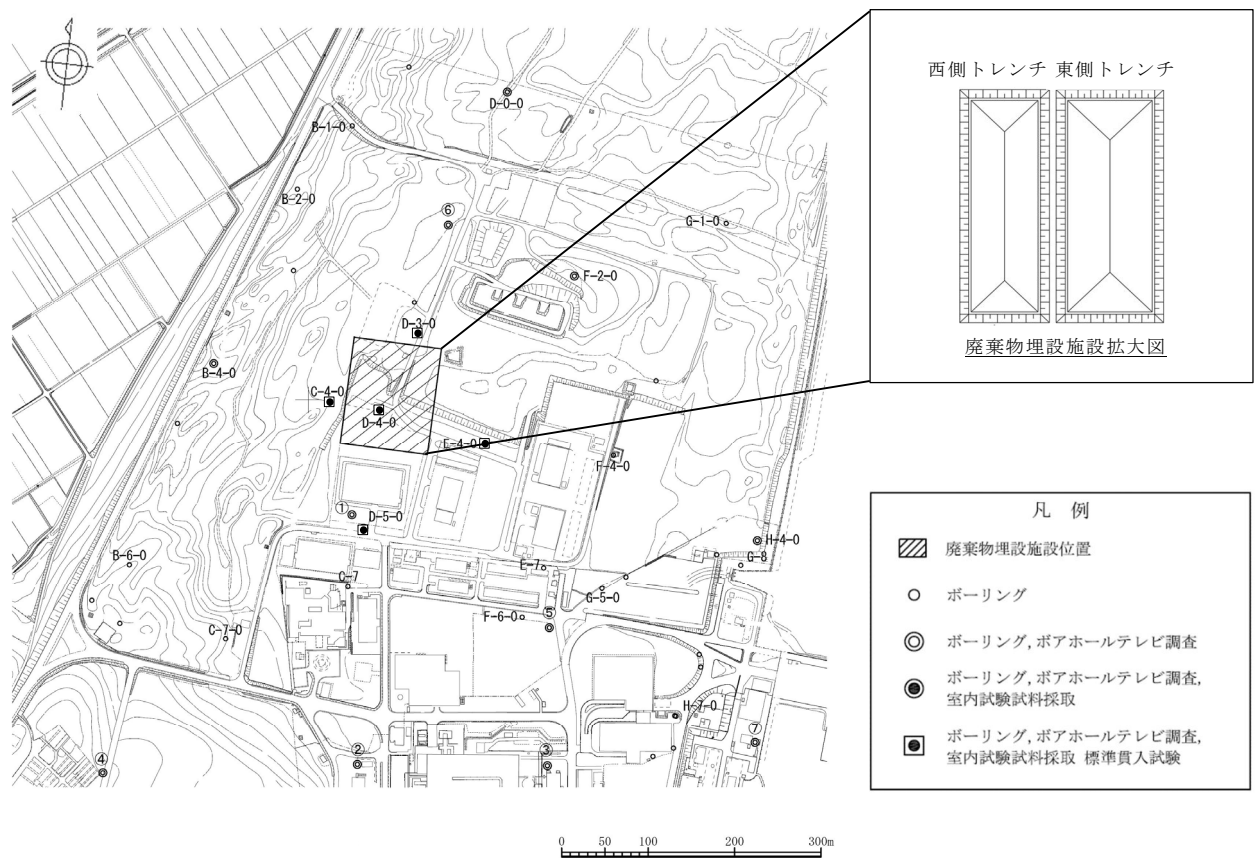 西側トレンチ 東側トレンチ
廃棄物埋設施設拡大図
D-0-0
B-1-0
B-2-0
⑥
G-1-0
F-2-0
D-3-0
B-4-0
C-4-0
D-4-0
E-4-0
F-4-0
①
D-5-0
H-4-0
G-8
B-6-0
E-7
C-7
G-5-0
F-6-0
⑤
C-7-0
H-7-0
⑦
②
③
④
凡 例
廃棄物埋設施設位置
ボーリング
ボーリング,ボアホールテレビ調査
ボーリング,ボアホールテレビ調査,
室内試験試料採取
ボーリング,ボアホールテレビ調査,
室内試験試料採取 標準貫入試験
0 50 100 200 300m